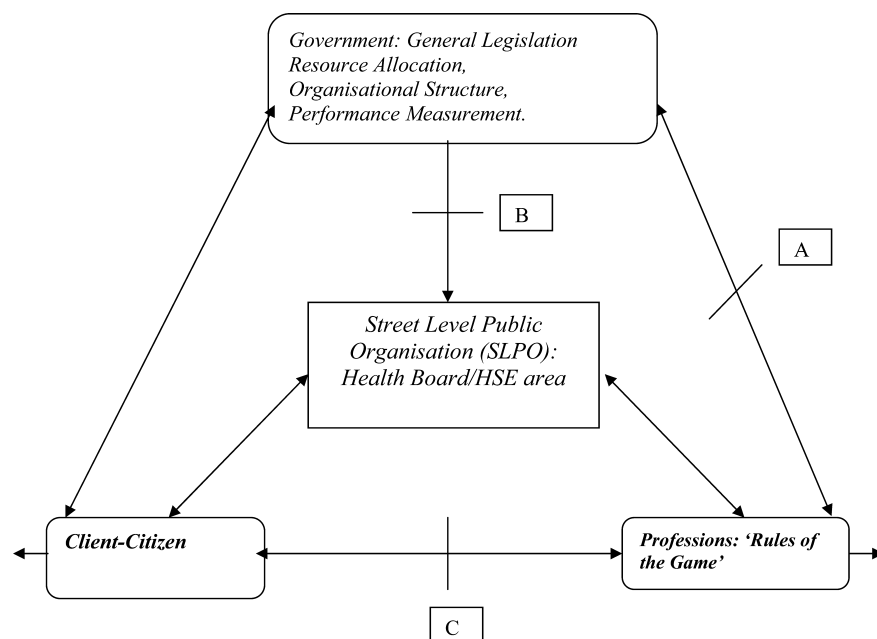 Government: General Legislation
Resource Allocation,
Organisational Structure,
Performance Measurement.
B
A
Street Level Public
Organisation (SLPO):
Health Board/HSE area
Client-Citizen
Professions: ‘Rules of
the Game’
C